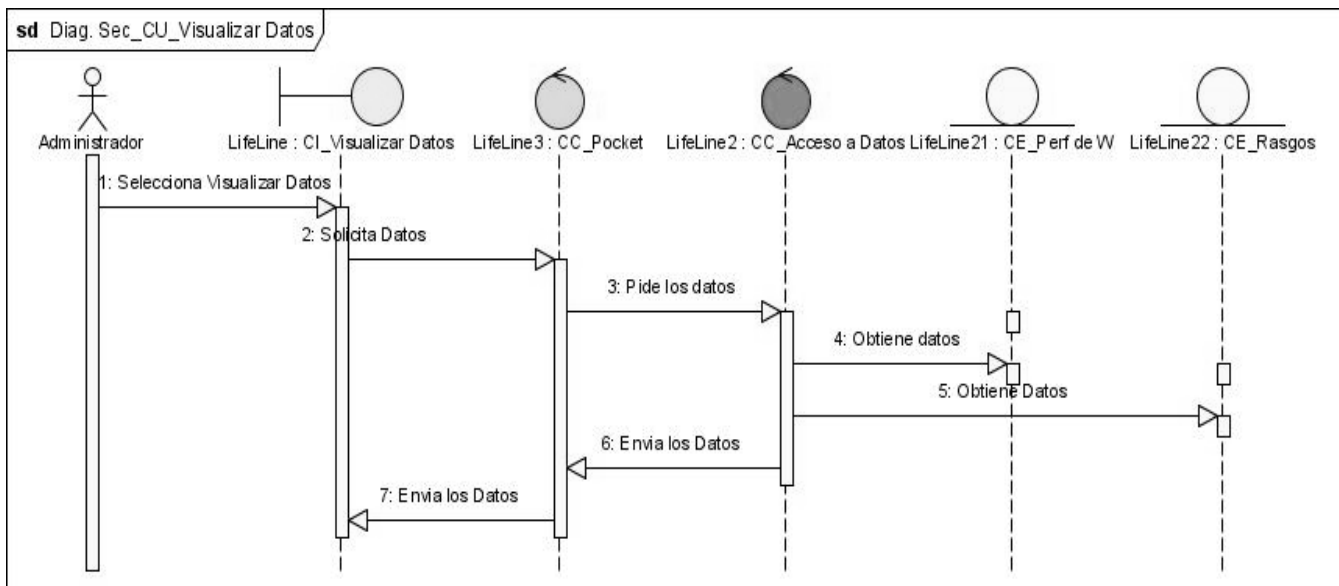 sd Diag. Sec_CU_Visualizar Datos
Administrador
LifeLine : CI_Visualizar Datos
LifeLine3 : CC_Pocket
LifeLine2 : CC_Acceso a Datos
LifeLine21 : CE_Perf de W
LifeLine22 : CE_Rasgos
1: Selecciona Visualizar Datos
2: Solicita Datos
3: Pide los datos
4: Obtiene datos
5: Obtiene Datos
6: Envia los Datos
7: Envia los Datos